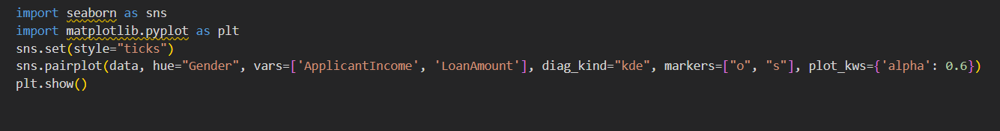 import seaborn as sns
import matplotlib.pyplot as plt
sns.set(style="ticks")
sns.pairplot(data, hue="Gender", vars=['ApplicantIncome', 'LoanAmount'], diag_kind="kde", markers=["o", "s"], plot_kws={'alpha': 0.6})
plt.show()